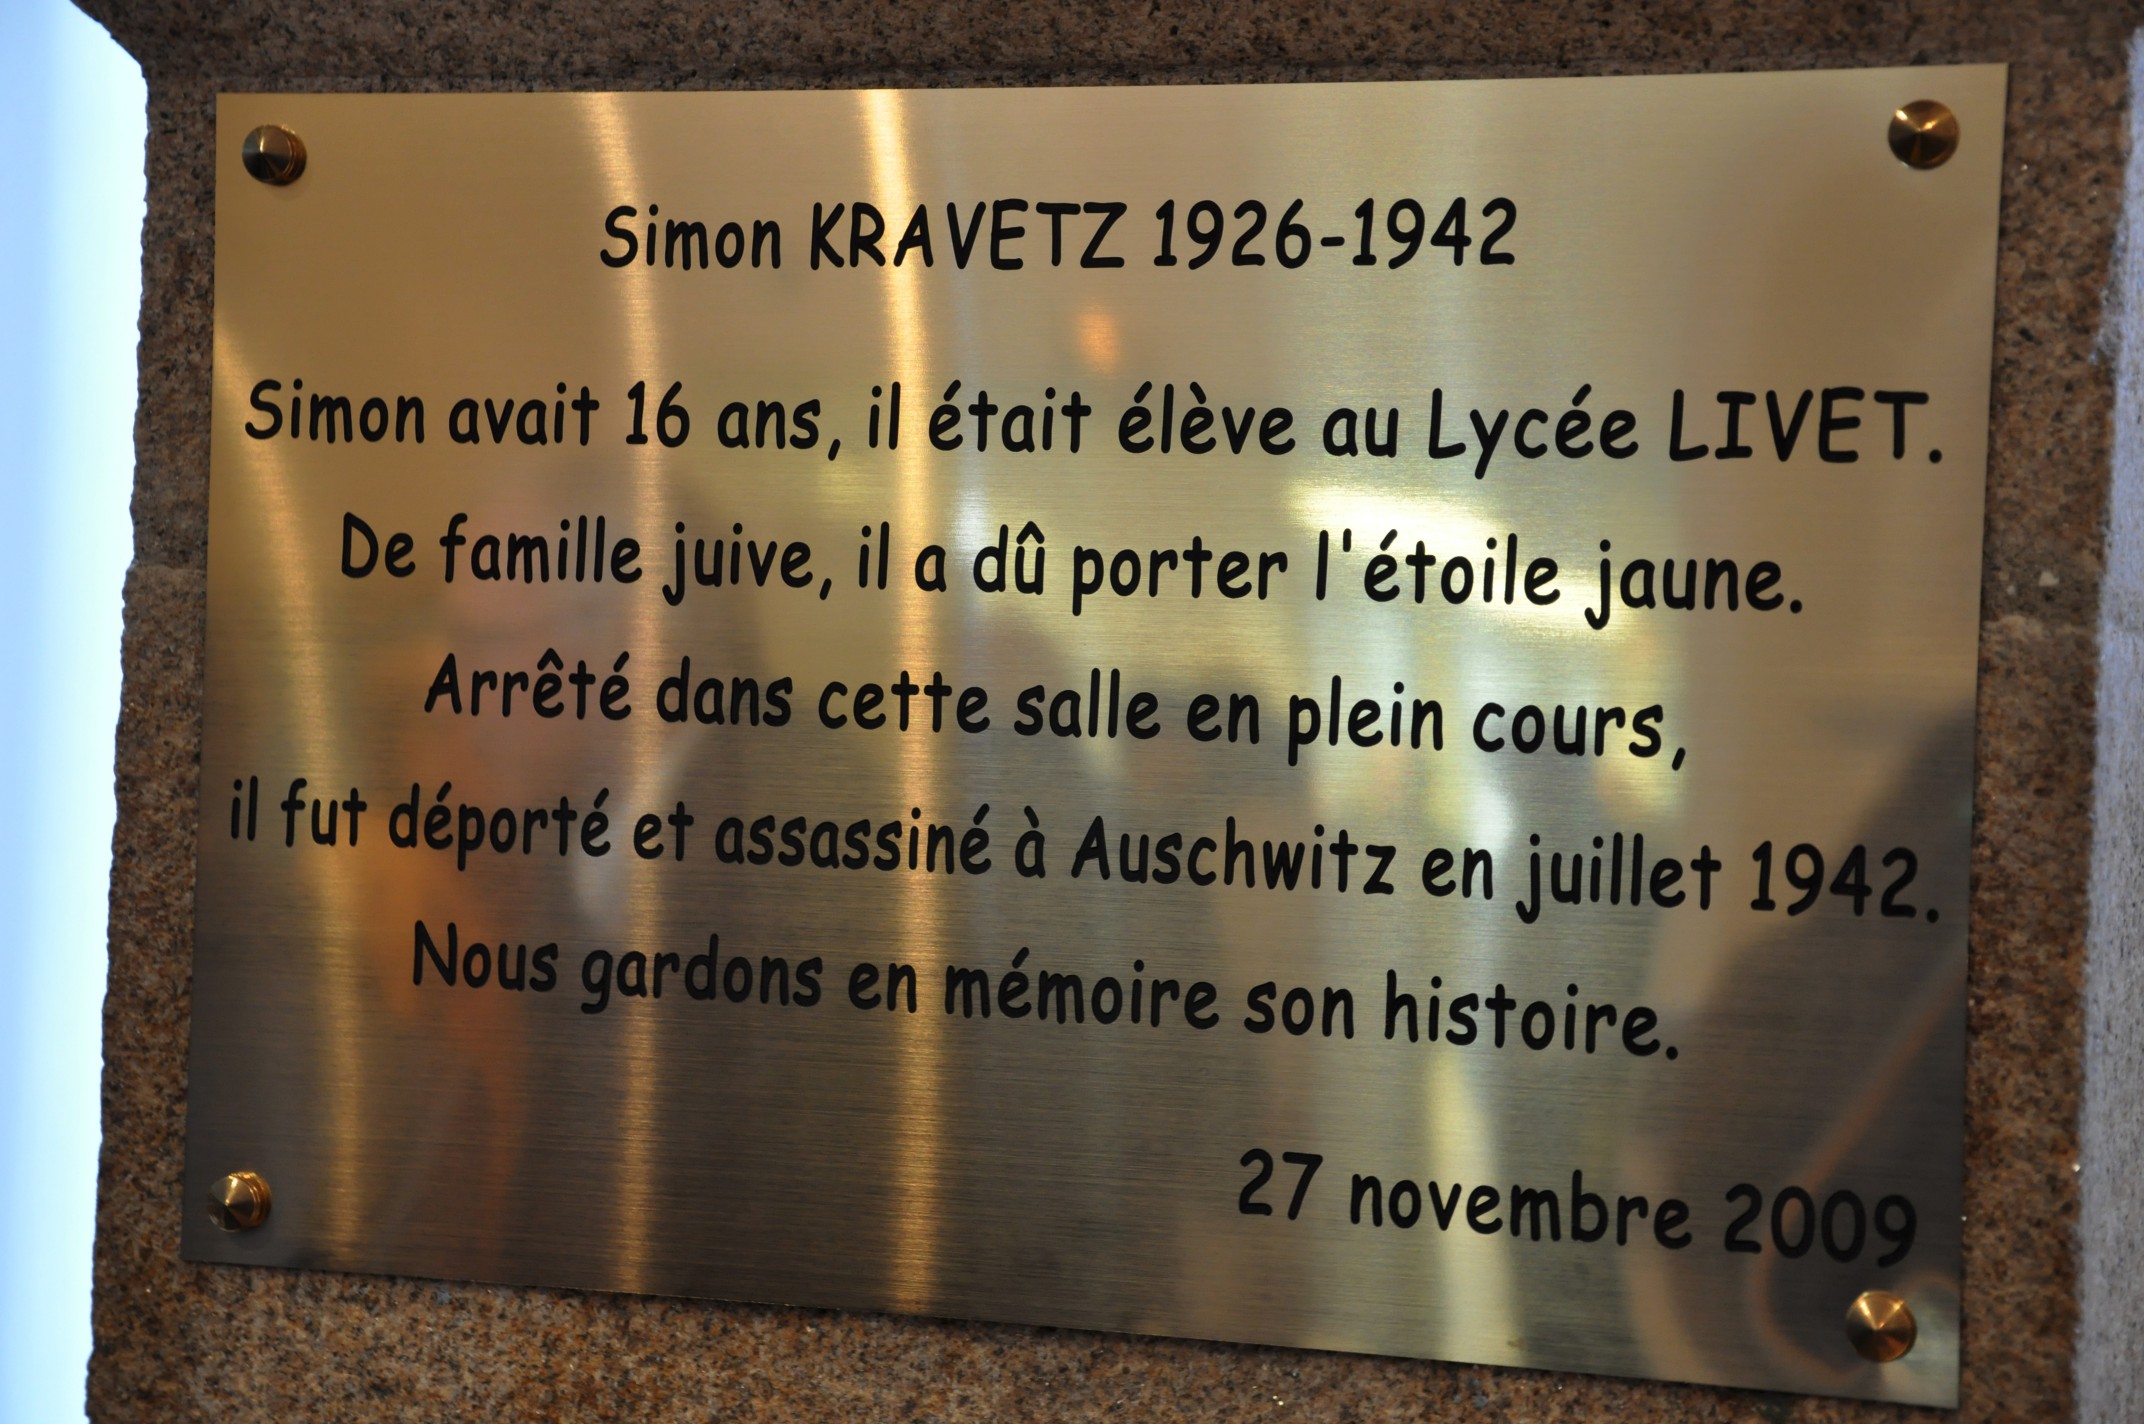 Simon KRAVETZ 1926-1942
Simon avait 16 ans, il était élève au Lycée LIVET.
De famille juive, il a dû porter l'étoile jaune.
Arrêté dans cette salle en plein cours,
il fut déporté et assassiné à Auschwitz en juillet 1942.
Nous gardons en mémoire son histoire.
27 novembre 2009